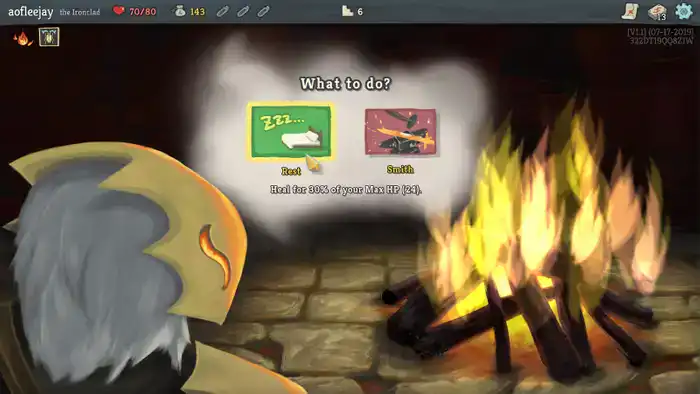 aofleejay the Ironclad 70/80 143 6 13
[V1.1] (07-17-2019)
What to do?
Zzz...
Rest Smith
Heal for 30% of your Max HP (24).